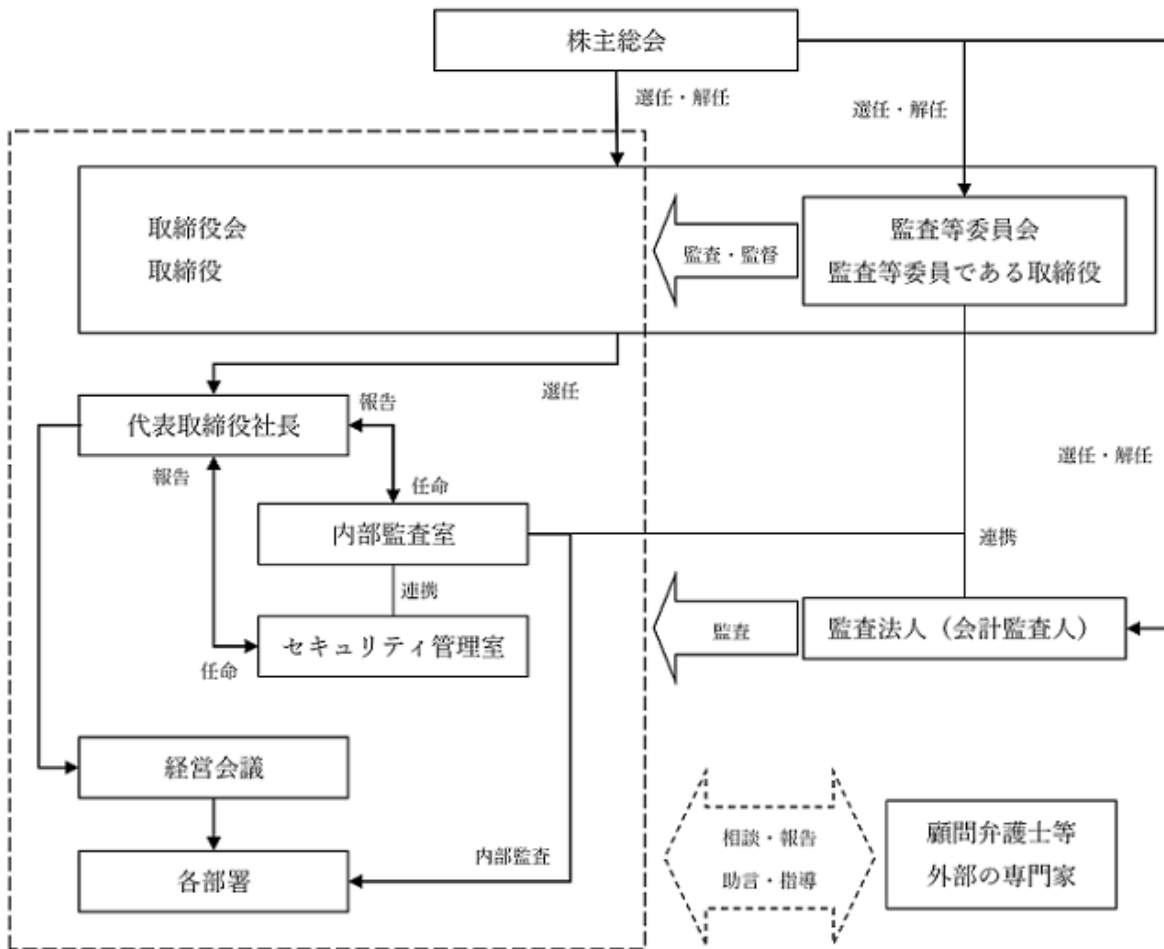 株主総会
選任・解任
選任・解任
取締役会
取締役
監査・監督
監査等委員会
監査等委員である取締役
選任
代表取締役社長
報告
報告
任命
選任・解任
内部監査室
連携
連携
セキュリティ管理室
任命
監査
監査法人（会計監査人）
経営会議
各部署
内部監査
相談・報告
助言・指導
顧問弁護士等
外部の専門家